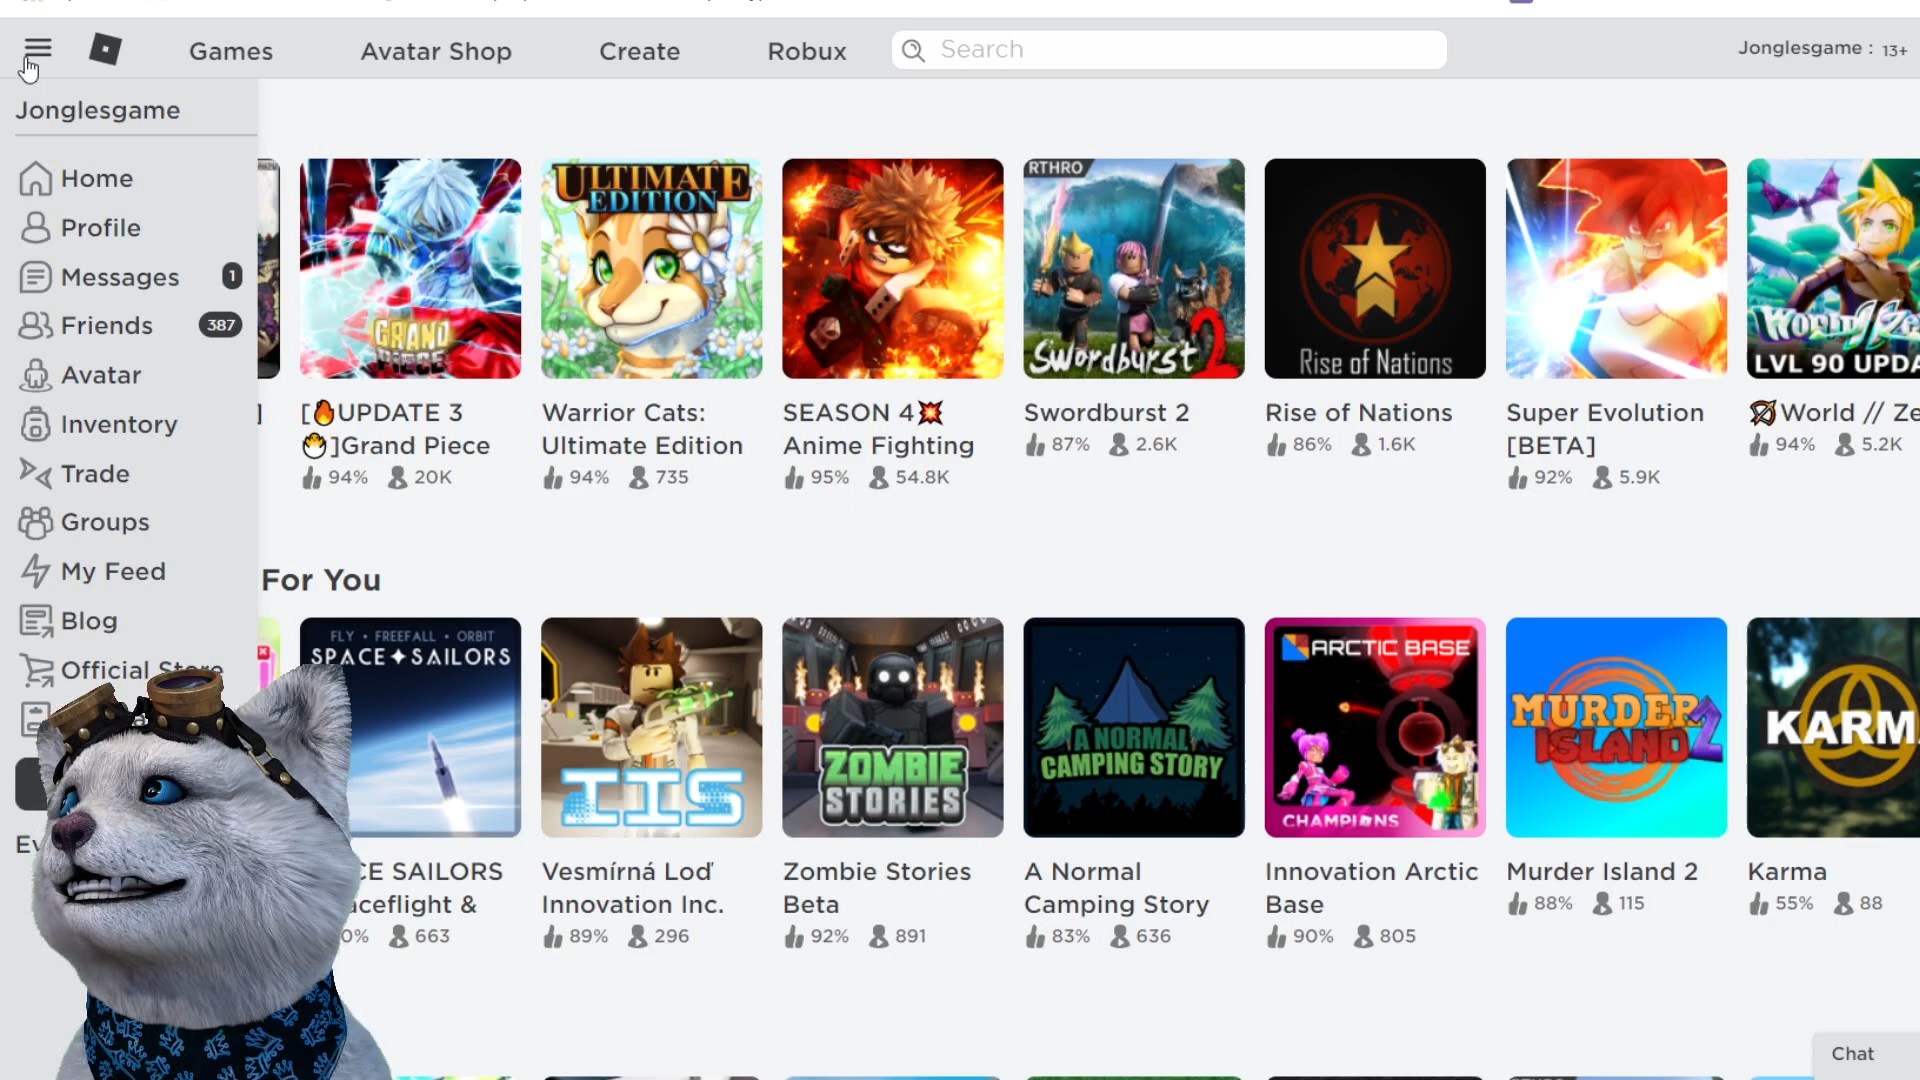 Games
Avatar Shop
Create
Robux
Search
Jonglesgame : 13+
Jonglesgame
Home
Profile
Messages
1
Friends
387
Avatar
Inventory
Trade
Groups
My Feed
Blog
Official Store
GRAND
PIECE
ULTIMATE
EDITION
RTHRO
Swordburst 2
Rise of Nations
LVL 90 UPDA
]
[🔥UPDATE 3
🐣]Grand Piece
94% 20K
Warrior Cats:
Ultimate Edition
94% 735
SEASON 4💥
Anime Fighting
95% 54.8K
Swordburst 2
87% 2.6K
Rise of Nations
86% 1.6K
Super Evolution
[BETA]
92% 5.9K
🏹World // Ze
94% 5.2K
For You
FLY • FREEFALL • ORBIT
SPACE✦SAILORS
IIS
ZOMBIE
STORIES
A NORMAL
CAMPING STORY
ARCTIC BASE
CHAMPIONS
MURDER
ISLAND 2
KARM
CE SAILORS
aceflight &
0% 663
Vesmírná Loď
Innovation Inc.
89% 296
Zombie Stories
Beta
92% 891
A Normal
Camping Story
83% 636
Innovation Arctic
Base
90% 805
Murder Island 2
88% 115
Karma
55% 88
Ev
Chat